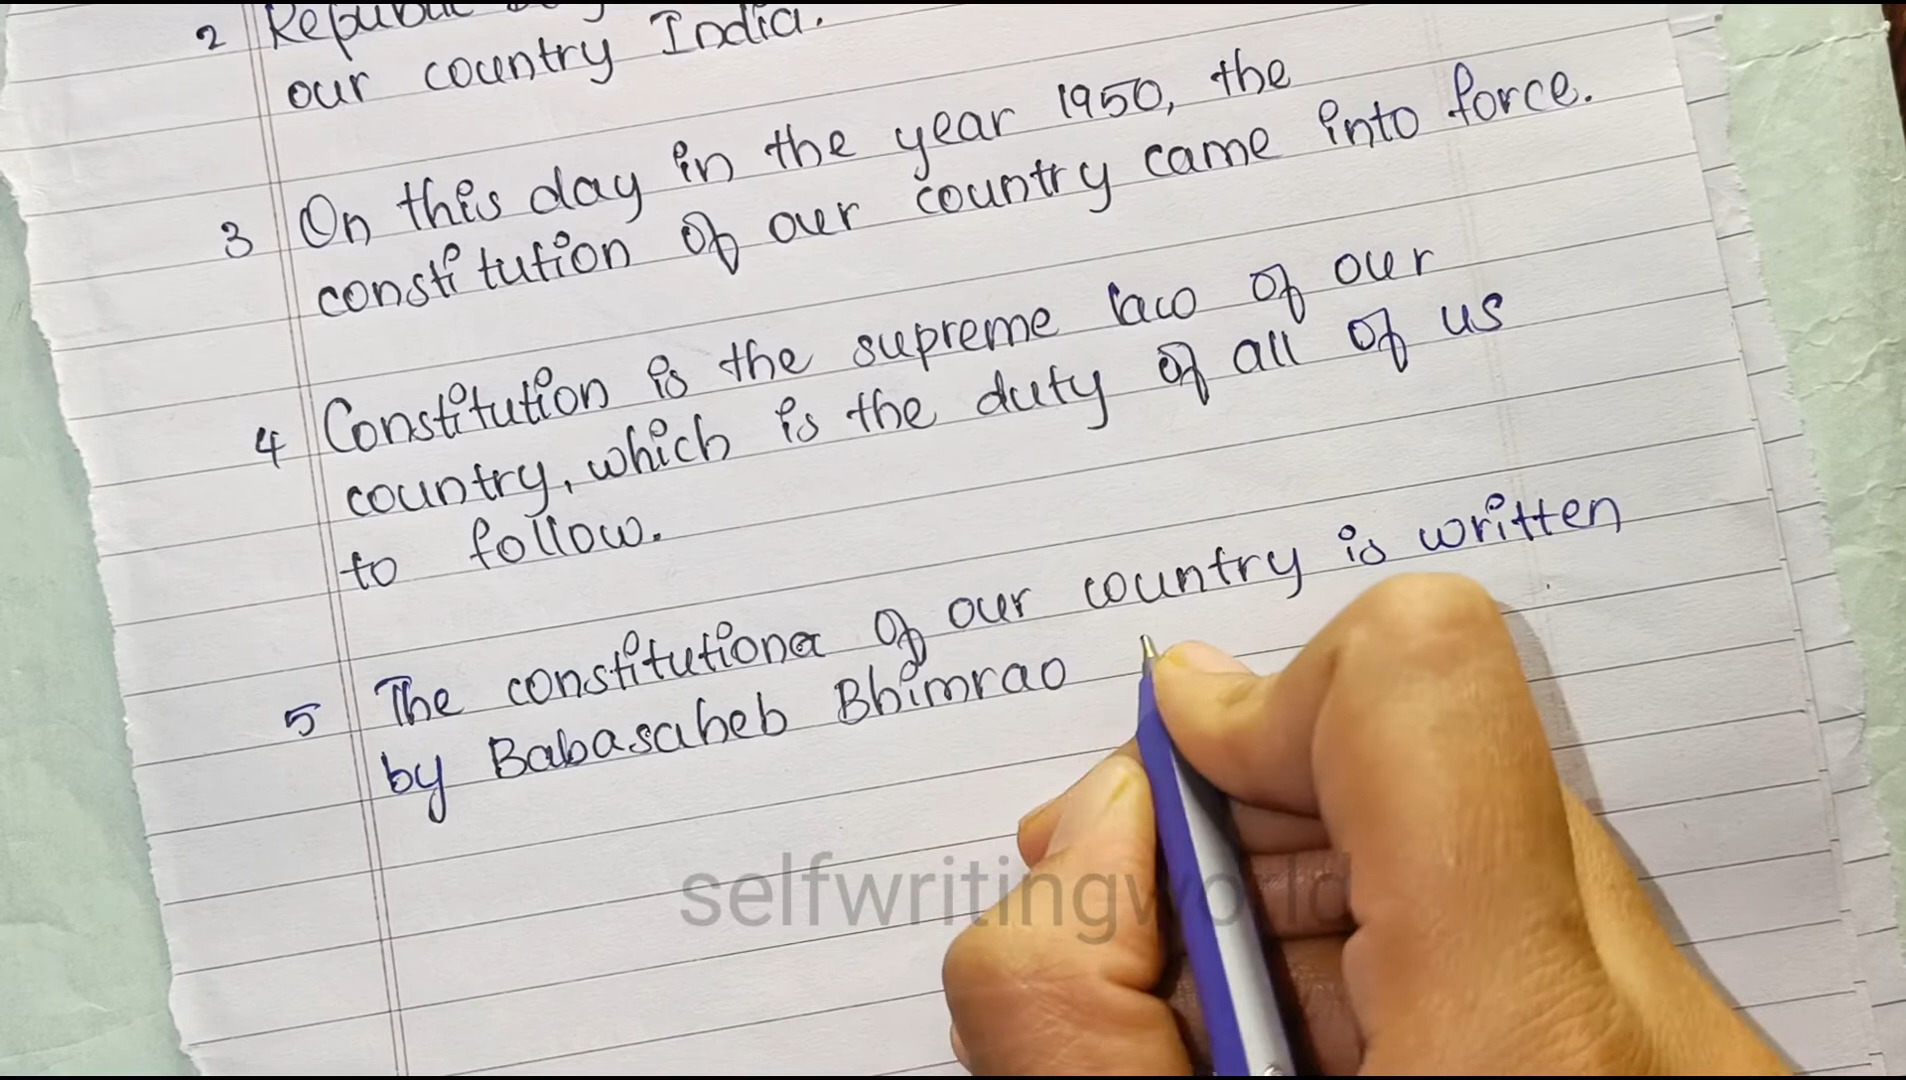 2 Republic
our country India.
3 On this day in the year 1950, the
constitution of our country came into force.
4 Constitution is the supreme law of our
country, which is the duty of all of us
to follow.
5 The constitutiona of our country is written
by Babasaheb Bhimrao
selfwritingworld